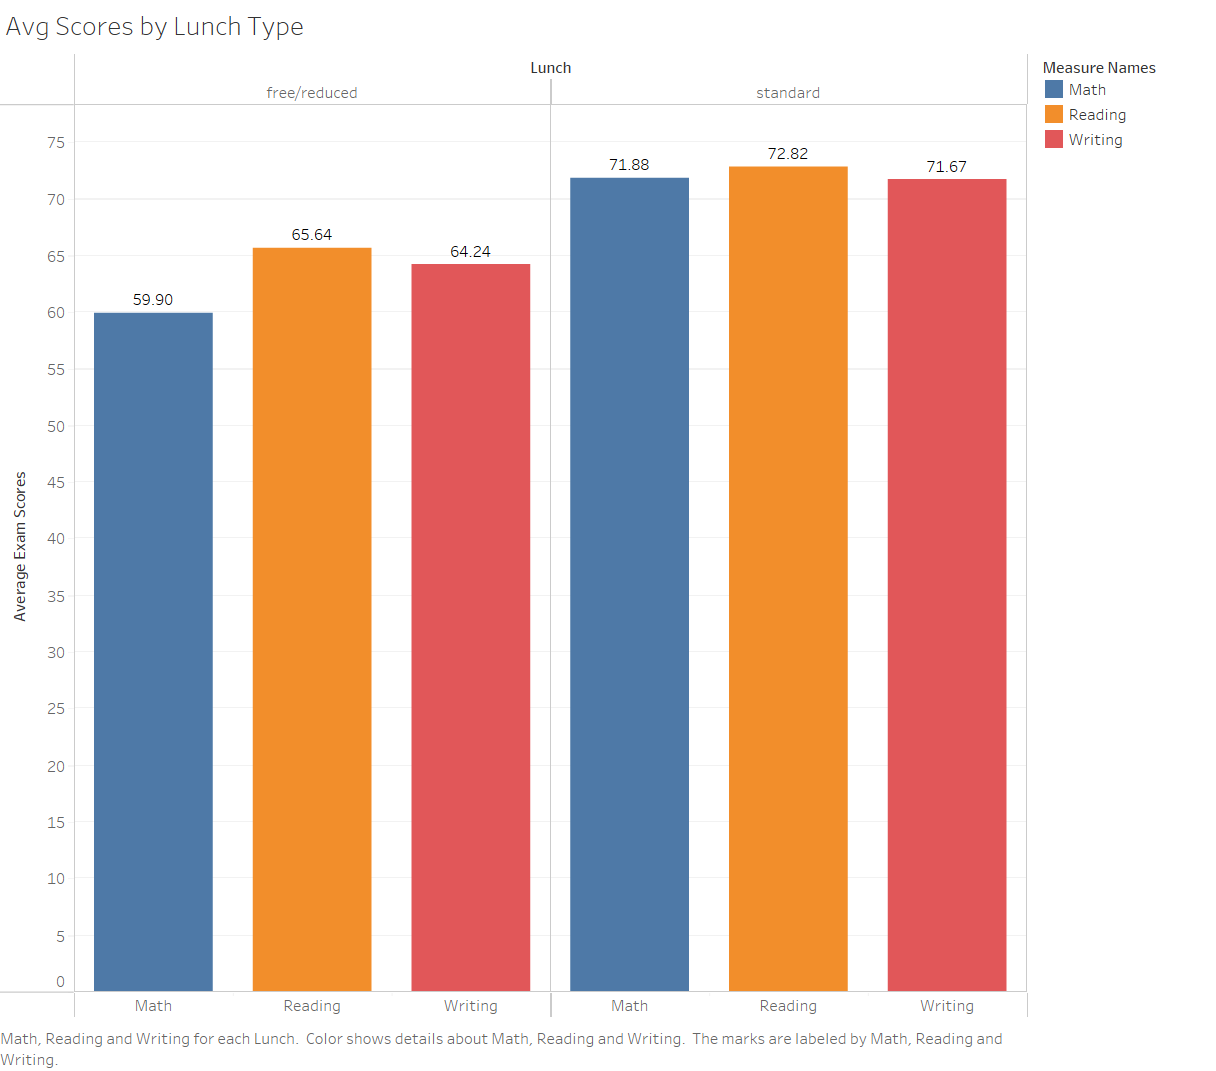 Avg Scores by Lunch Type
Lunch
free/reduced standard
Measure Names
Math
Reading
Writing
Average Exam Scores
75
70
65
60
55
50
45
40
35
30
25
20
15
10
5
0
59.90
65.64
64.24
71.88
72.82
71.67
Math Reading Writing Math Reading Writing
Math, Reading and Writing for each Lunch.  Color shows details about Math, Reading and Writing.  The marks are labeled by Math, Reading and
Writing.